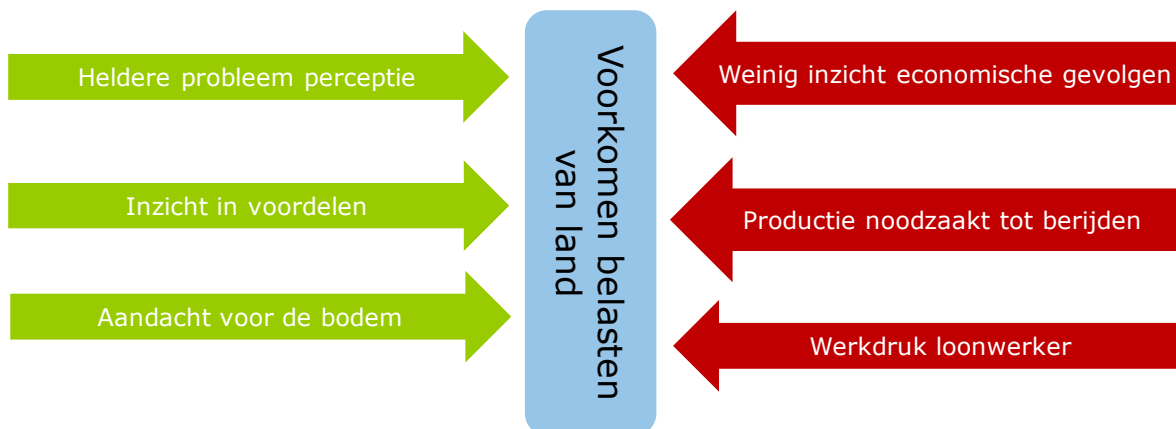 Heldere probleem perceptie
Inzicht in voordelen
Aandacht voor de bodem
Voorkomen belasten
van land
Weinig inzicht economische gevolgen
Productie noodzaakt tot berijden
Werkdruk loonwerker